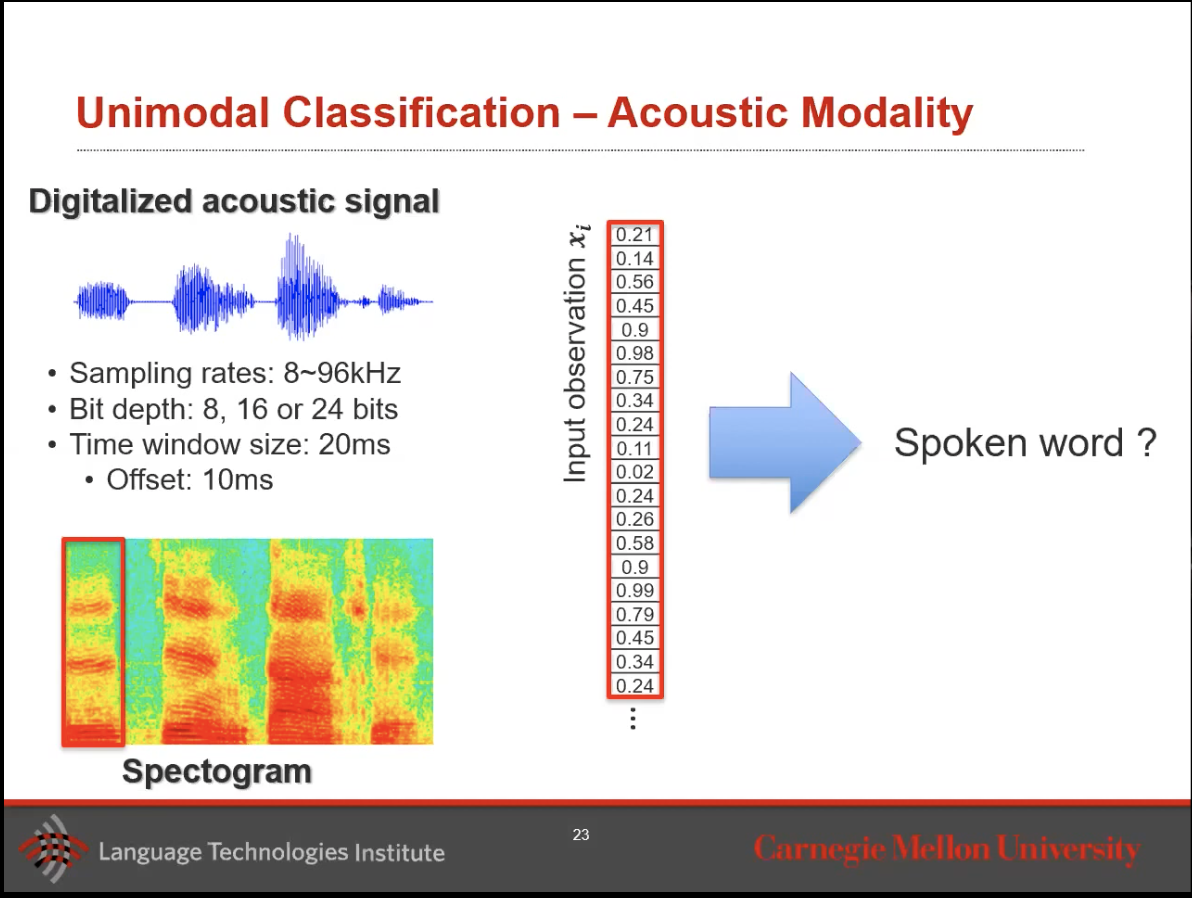 Unimodal Classification – Acoustic Modality
Digitalized acoustic signal
• Sampling rates: 8~96kHz
• Bit depth: 8, 16 or 24 bits
• Time window size: 20ms
• Offset: 10ms
Spectogram
Input observation 𝑥ᵢ
0.21
0.14
0.56
0.45
0.9
0.98
0.75
0.34
0.24
0.11
0.02
0.24
0.26
0.58
0.9
0.99
0.79
0.45
0.34
0.24
⋮
Spoken word ?
Language Technologies Institute
23
Carnegie Mellon University